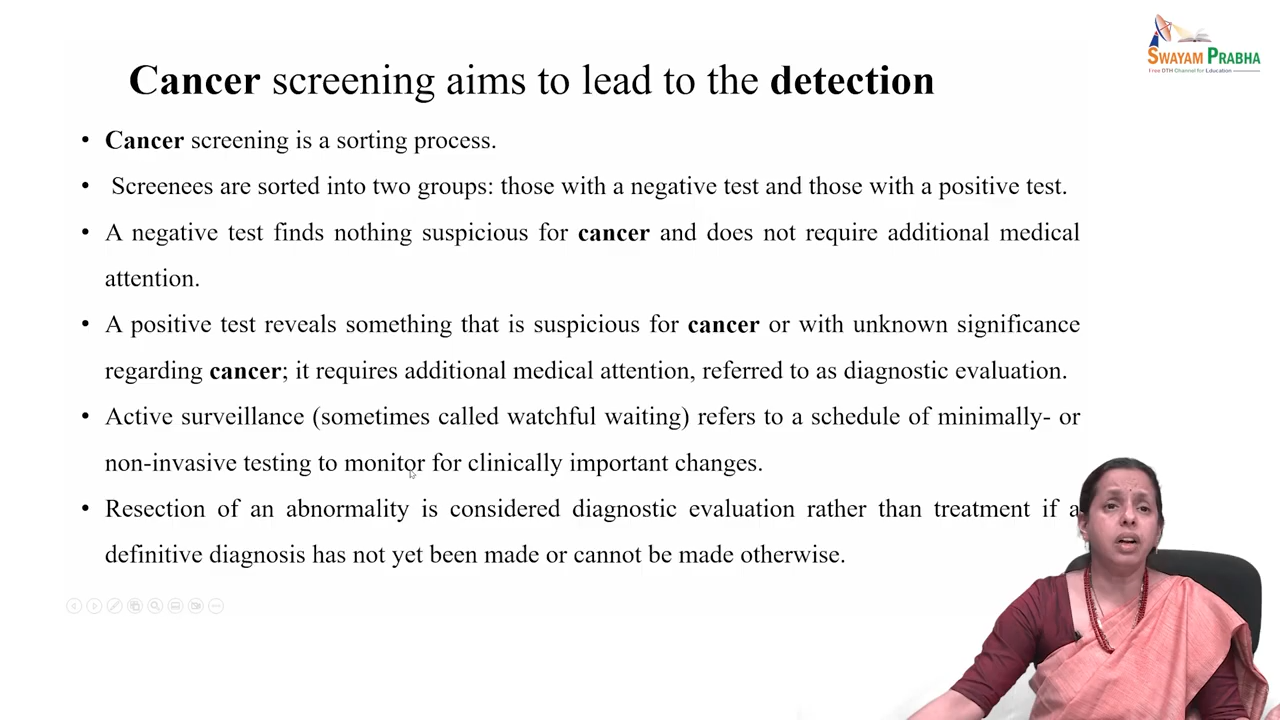 SWAYAM PRABHA
Free DTH Channel for Education
Cancer screening aims to lead to the detection
• Cancer screening is a sorting process.
• Screenees are sorted into two groups: those with a negative test and those with a positive test.
• A negative test finds nothing suspicious for cancer and does not require additional medical
attention.
• A positive test reveals something that is suspicious for cancer or with unknown significance
regarding cancer; it requires additional medical attention, referred to as diagnostic evaluation.
• Active surveillance (sometimes called watchful waiting) refers to a schedule of minimally- or
non-invasive testing to monitor for clinically important changes.
• Resection of an abnormality is considered diagnostic evaluation rather than treatment if a
definitive diagnosis has not yet been made or cannot be made otherwise.